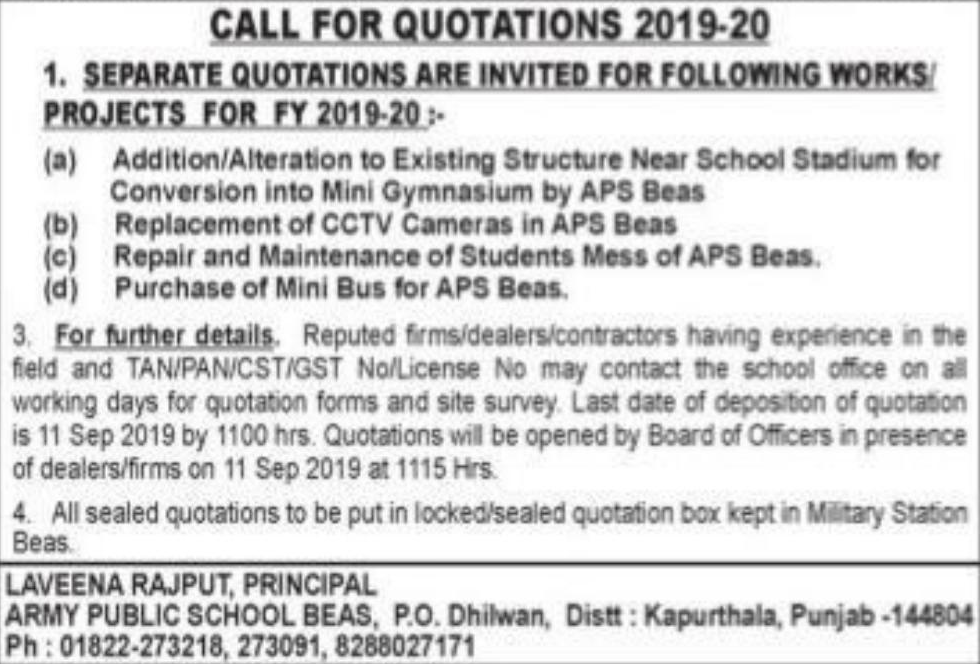 CALL FOR QUOTATIONS 2019-20
1. SEPARATE QUOTATIONS ARE INVITED FOR FOLLOWING WORKS/
PROJECTS FOR FY 2019-20 :-
(a) Addition/Alteration to Existing Structure Near School Stadium for
Conversion into Mini Gymnasium by APS Beas
(b) Replacement of CCTV Cameras in APS Beas
(c) Repair and Maintenance of Students Mess of APS Beas.
(d) Purchase of Mini Bus for APS Beas.
3. For further details. Reputed firms/dealers/contractors having experience in the
field and TAN/PAN/CST/GST No/License No may contact the school office on all
working days for quotation forms and site survey. Last date of deposition of quotation
is 11 Sep 2019 by 1100 hrs. Quotations will be opened by Board of Officers in presence
of dealers/firms on 11 Sep 2019 at 1115 Hrs.
4. All sealed quotations to be put in locked/sealed quotation box kept in Military Station
Beas.
LAVEENA RAJPUT, PRINCIPAL
ARMY PUBLIC SCHOOL BEAS, P.O. Dhilwan, Distt : Kapurthala, Punjab -144804
Ph : 01822-273218, 273091, 8288027171